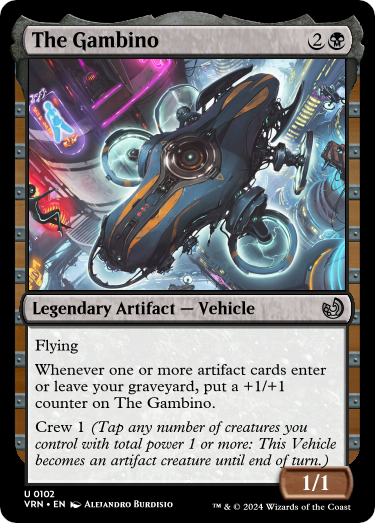 The Gambino 2
Legendary Artifact — Vehicle
Flying
Whenever one or more artifact cards enter
or leave your graveyard, put a +1/+1
counter on The Gambino.
Crew 1 (Tap any number of creatures you
control with total power 1 or more: This Vehicle
becomes an artifact creature until end of turn.)
1/1
U 0102
VRN • EN Alejandro Burdisio
™ & © 2024 Wizards of the Coast